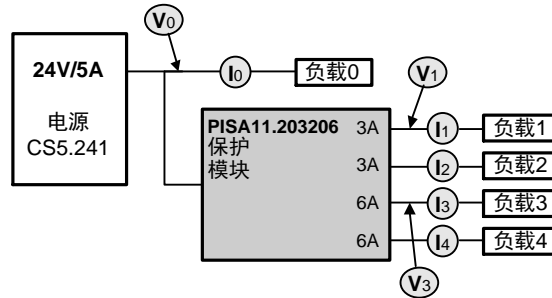 V0
24V/5A
电源
CS5.241
I0
负载0
V1
PISA11.203206
保护
模块
3A
I1
负载1
3A
I2
负载2
6A
I3
负载3
6A
I4
负载4
V3